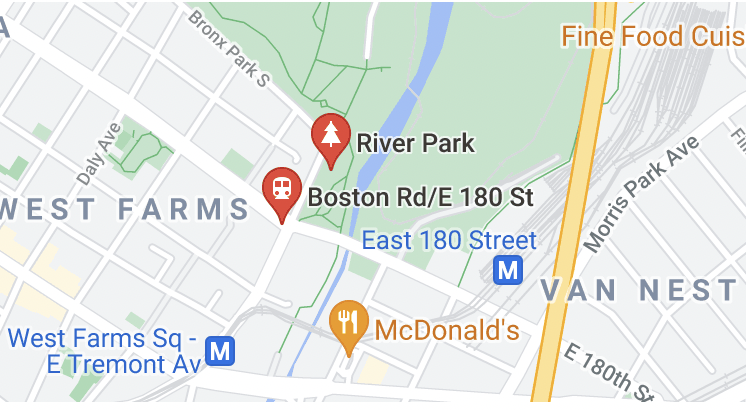 Fine Food Cuis
Bronx Park S
A
River Park
Daly Ave
Morris Park Ave
Boston Rd/E 180 St
WEST FARMS
East 180 Street
M
VAN NEST
McDonald's
West Farms Sq -
E Tremont Av
M
E 180th St